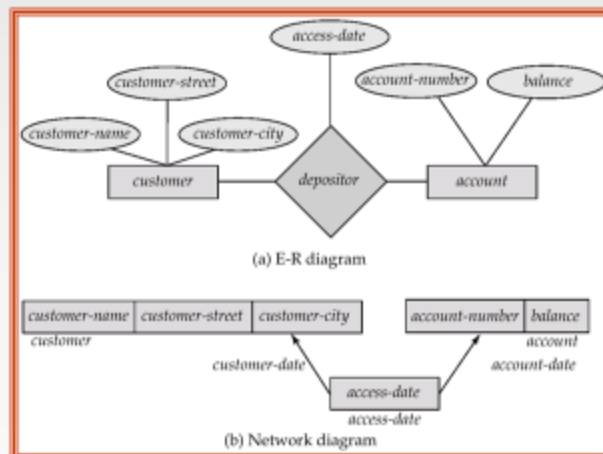 access-date
customer-street
account-number
balance
customer-name
customer-city
customer
depositor
account
(a) E-R diagram
customer-name customer-street customer-city
account-number balance
customer
account
customer-date
account-date
access-date
access-date
(b) Network diagram